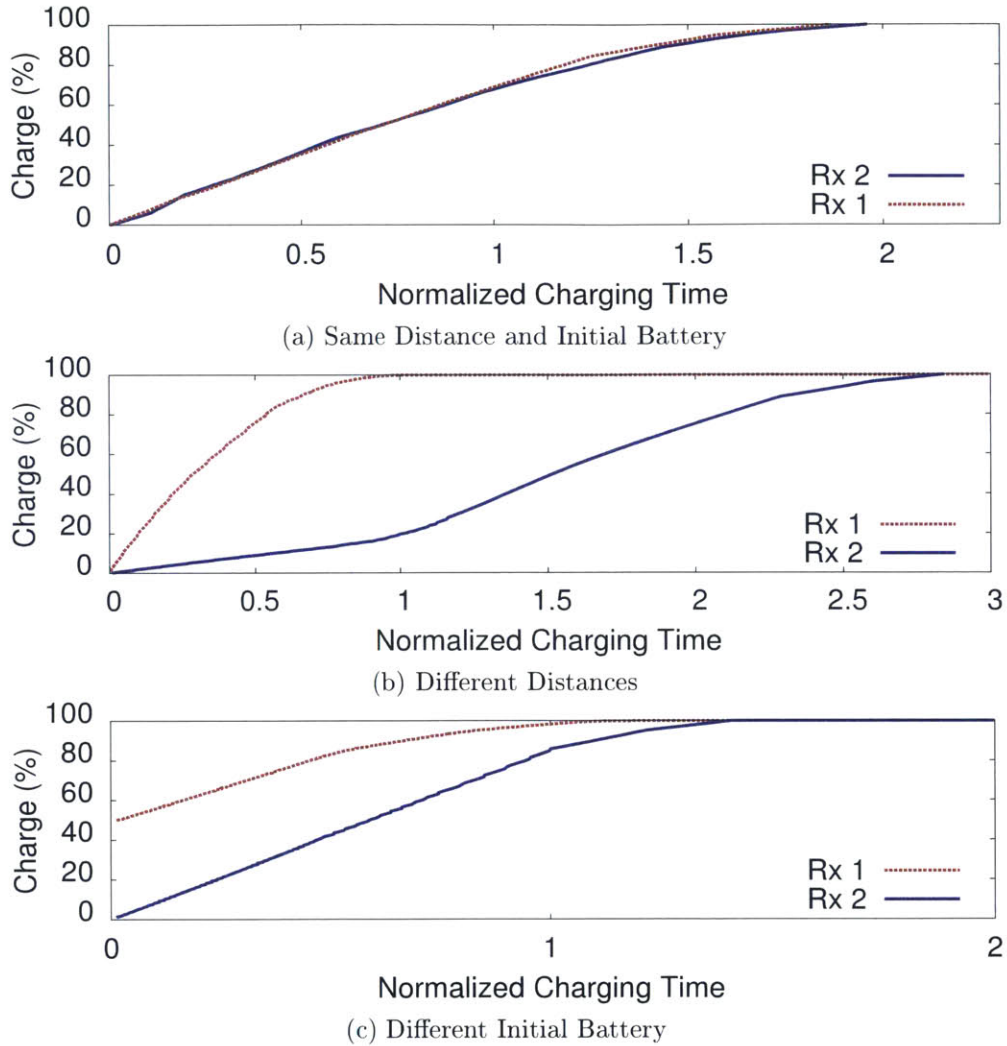 100
80
60
40
20
0
Charge (%)
Rx 2
Rx 1
0 0.5 1 1.5 2
Normalized Charging Time
(a) Same Distance and Initial Battery
100
80
60
40
20
0
Charge (%)
Rx 1
Rx 2
0 0.5 1 1.5 2 2.5 3
Normalized Charging Time
(b) Different Distances
100
80
60
40
20
0
Charge (%)
Rx 1
Rx 2
0 1 2
Normalized Charging Time
(c) Different Initial Battery